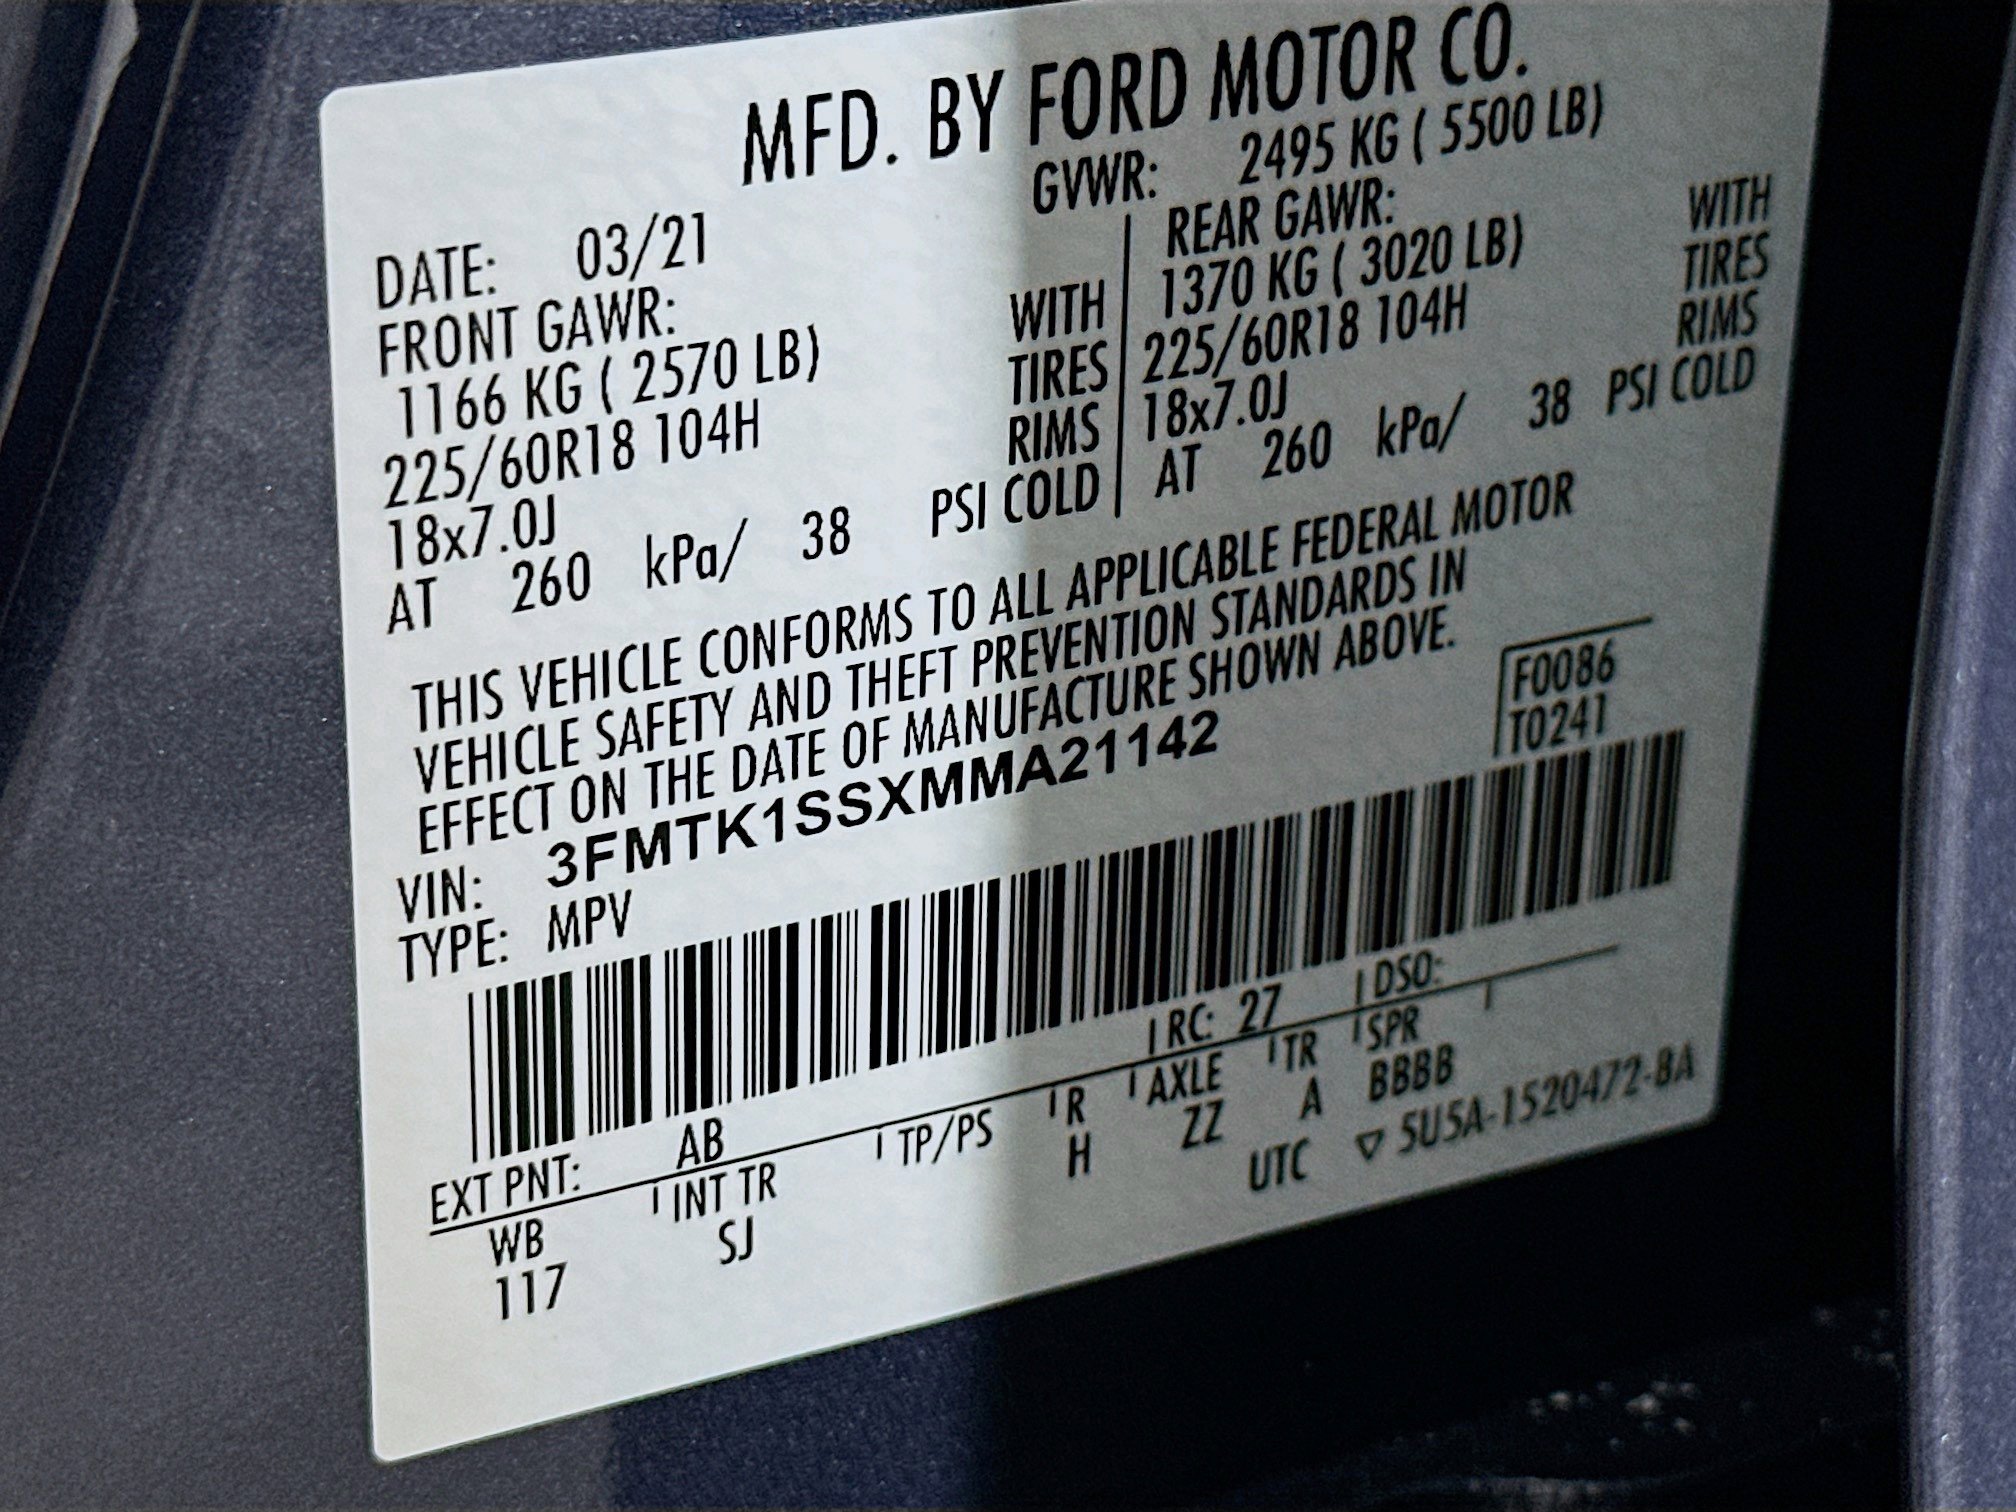 MFD. BY FORD MOTOR CO.
DATE: 03/21 GVWR: 2495 KG ( 5500 LB)
FRONT GAWR: REAR GAWR:
1166 KG ( 2570 LB) WITH 1370 KG ( 3020 LB) WITH
225/60R18 104H TIRES 225/60R18 104H TIRES
18x7.0J RIMS 18x7.0J RIMS
AT 260 kPa/ 38 PSI COLD AT 260 kPa/ 38 PSI COLD
THIS VEHICLE CONFORMS TO ALL APPLICABLE FEDERAL MOTOR
VEHICLE SAFETY AND THEFT PREVENTION STANDARDS IN
EFFECT ON THE DATE OF MANUFACTURE SHOWN ABOVE.
F0086
T0241
VIN: 3FMTK1SSXMMA21142
TYPE: MPV
EXT PNT: AB RC: 27 DSO:
WB INT TR TP/PS R AXLE TR SPR
117 SJ H ZZ A BBBB
UTC ▽ 5U5A-1520472-BA